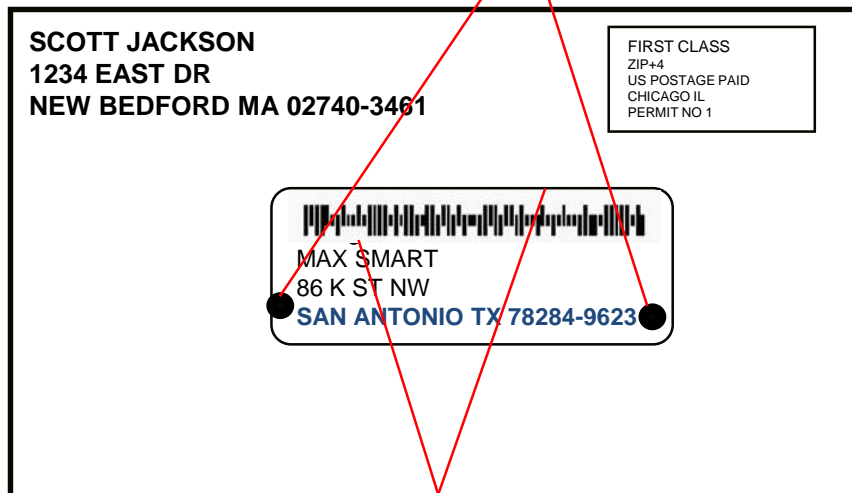 SCOTT JACKSON
1234 EAST DR
NEW BEDFORD MA 02740-3461
FIRST CLASS
ZIP+4
US POSTAGE PAID
CHICAGO IL
PERMIT NO 1
MAX SMART
86 K ST NW
SAN ANTONIO TX 78284-9623